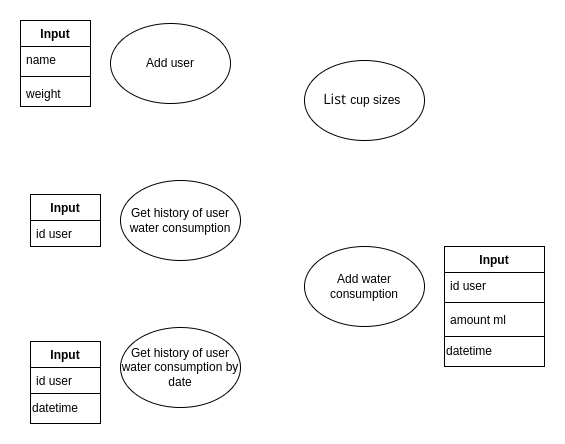 Input
name
weight
Add user
List cup sizes
Input
id user
Get history of user
water consumption
Add water
consumption
Input
id user
amount ml
datetime
Input
id user
datetime
Get history of user
water consumption by
date